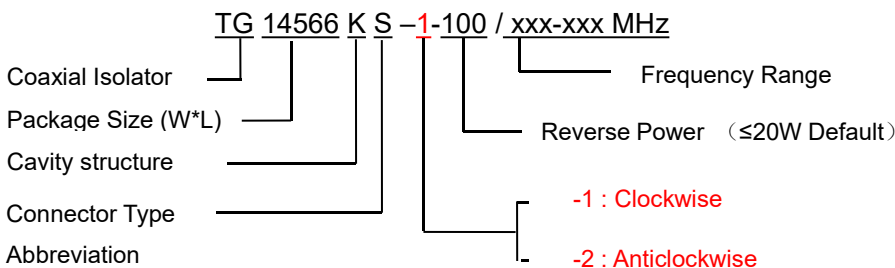 TG 14566 K S –1-100 / xxx-xxx MHz
Coaxial Isolator
Frequency Range
Package Size (W*L)
Reverse Power （≤20W Default）
Cavity structure
-1 : Clockwise
Connector Type
Abbreviation
-2 : Anticlockwise